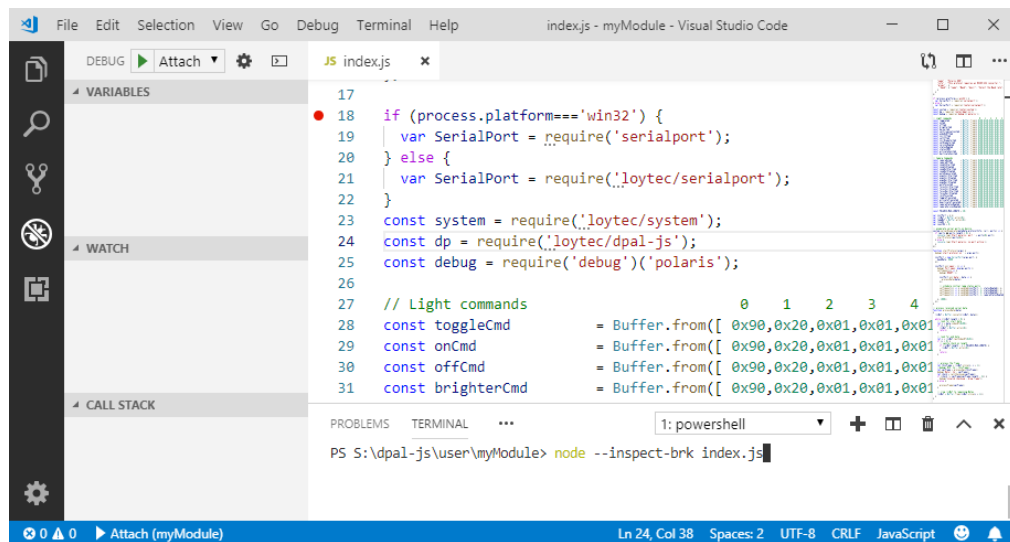 File Edit Selection View Go Debug Terminal Help index.js - myModule - Visual Studio Code
DEBUG Attach JS index.js
VARIABLES
17
18 if (process.platform==='win32') {
19 var SerialPort = require('serialport');
20 } else {
21 var SerialPort = require('loytec/serialport');
22 }
23 const system = require('loytec/system');
24 const dp = require('loytec/dpal-js');
25 const debug = require('debug')('polaris');
26
27 // Light commands 0 1 2 3 4
28 const toggleCmd = Buffer.from([ 0x90,0x20,0x01,0x01,0x01
29 const onCmd = Buffer.from([ 0x90,0x20,0x01,0x01,0x01
30 const offCmd = Buffer.from([ 0x90,0x20,0x01,0x01,0x01
31 const brighterCmd = Buffer.from([ 0x90,0x20,0x01,0x01,0x01
WATCH
CALL STACK
PROBLEMS TERMINAL ••• 1: powershell
PS S:\dpal-js\user\myModule> node --inspect-brk index.js
0 0 Attach (myModule) Ln 24, Col 38 Spaces: 2 UTF-8 CRLF JavaScript